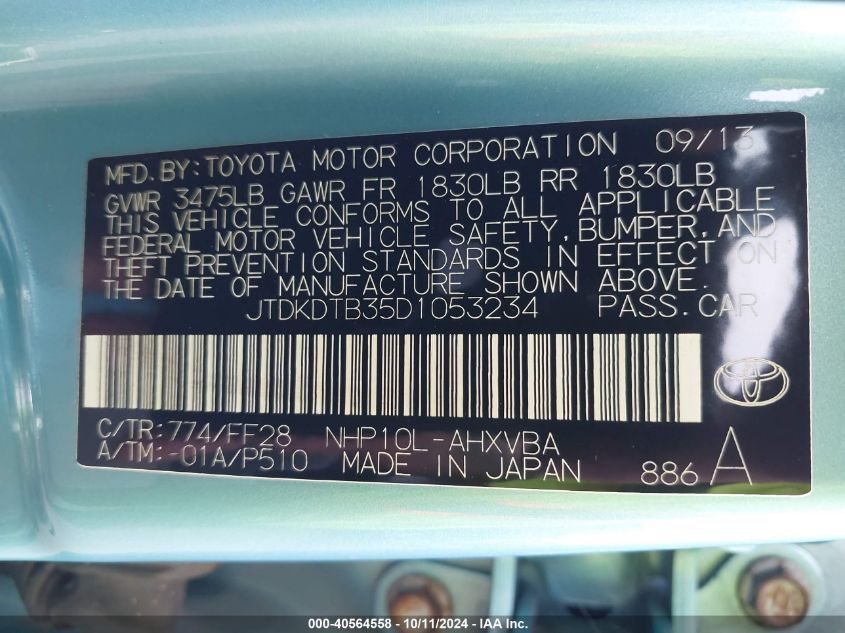 MFD. BY: TOYOTA MOTOR CORPORATION 09/13
GVWR 3475LB GAWR FR 1830LB RR 1830LB
THIS VEHICLE CONFORMS TO ALL APPLICABLE
FEDERAL MOTOR VEHICLE SAFETY, BUMPER, AND
THEFT PREVENTION STANDARDS IN EFFECT ON
THE DATE OF MANUFACTURE SHOWN ABOVE.
JTDKDTB35D1053234 PASS. CAR
C/TR: 774/FF28 NHP10L-AHXVBA
A/TM: -01A/P510 MADE IN JAPAN 886 A
000-40564558 - 10/11/2024 - IAA Inc.